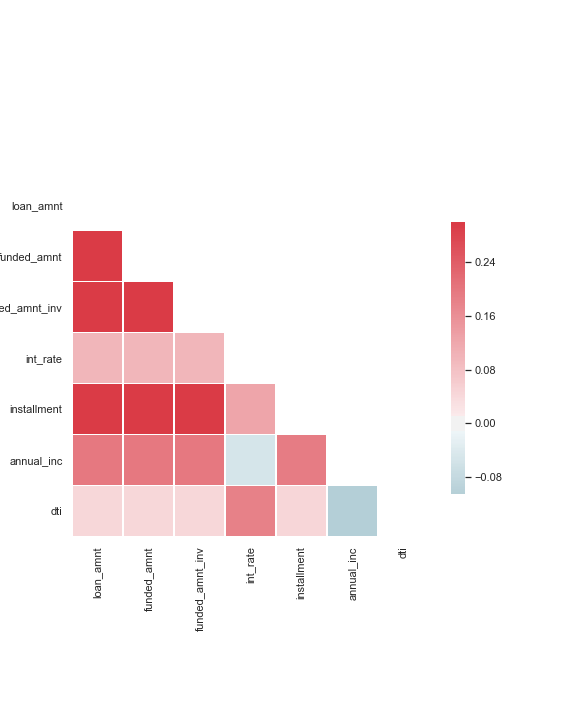 loan_amnt
funded_amnt
ed_amnt_inv
int_rate
installment
annual_inc
dti
loan_amnt
funded_amnt
funded_amnt_inv
int_rate
installment
annual_inc
dti
0.24
0.16
0.08
0.00
−0.08